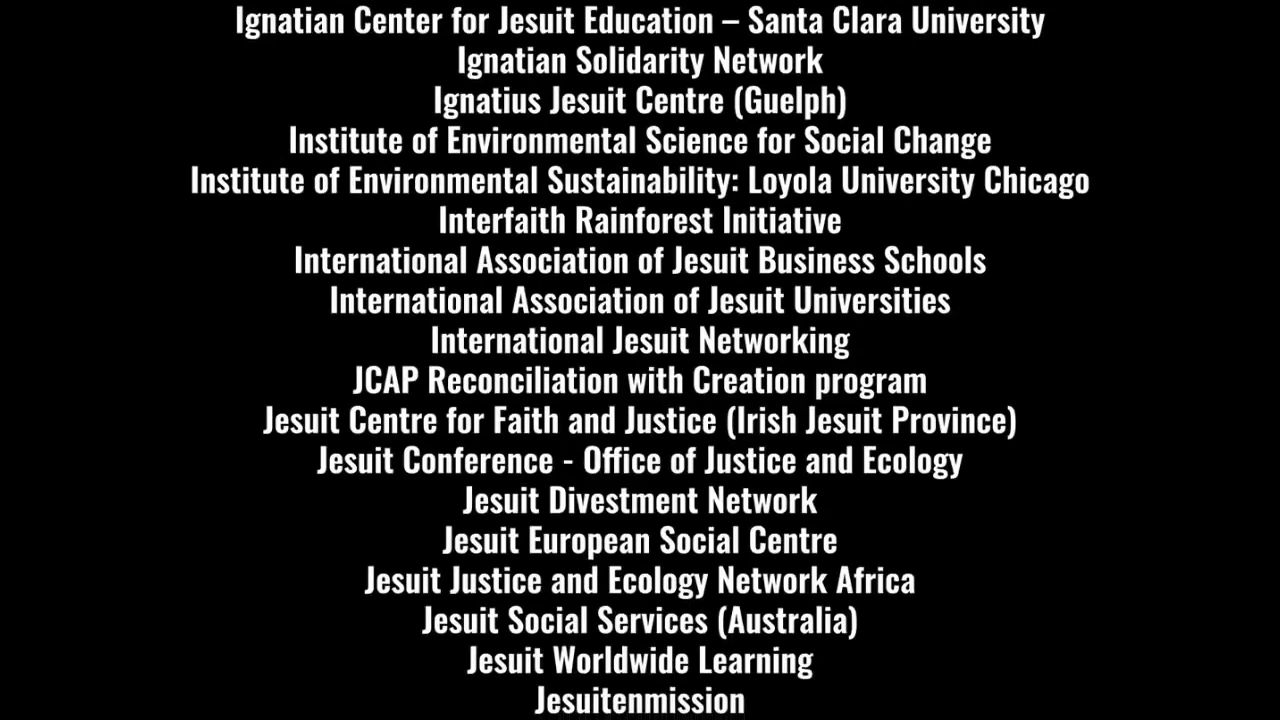 Ignatian Center for Jesuit Education – Santa Clara University
Ignatian Solidarity Network
Ignatius Jesuit Centre (Guelph)
Institute of Environmental Science for Social Change
Institute of Environmental Sustainability: Loyola University Chicago
Interfaith Rainforest Initiative
International Association of Jesuit Business Schools
International Association of Jesuit Universities
International Jesuit Networking
JCAP Reconciliation with Creation program
Jesuit Centre for Faith and Justice (Irish Jesuit Province)
Jesuit Conference - Office of Justice and Ecology
Jesuit Divestment Network
Jesuit European Social Centre
Jesuit Justice and Ecology Network Africa
Jesuit Social Services (Australia)
Jesuit Worldwide Learning
Jesuitenmission